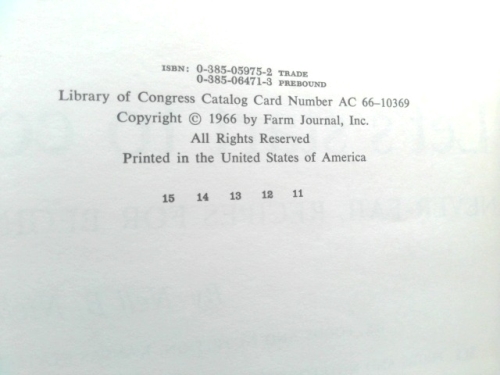 ISBN: 0-385-05975-2 TRADE
0-385-06471-3 PREBOUND
Library of Congress Catalog Card Number AC 66-10369
Copyright © 1966 by Farm Journal, Inc.
All Rights Reserved
Printed in the United States of America
15 14 13 12 11